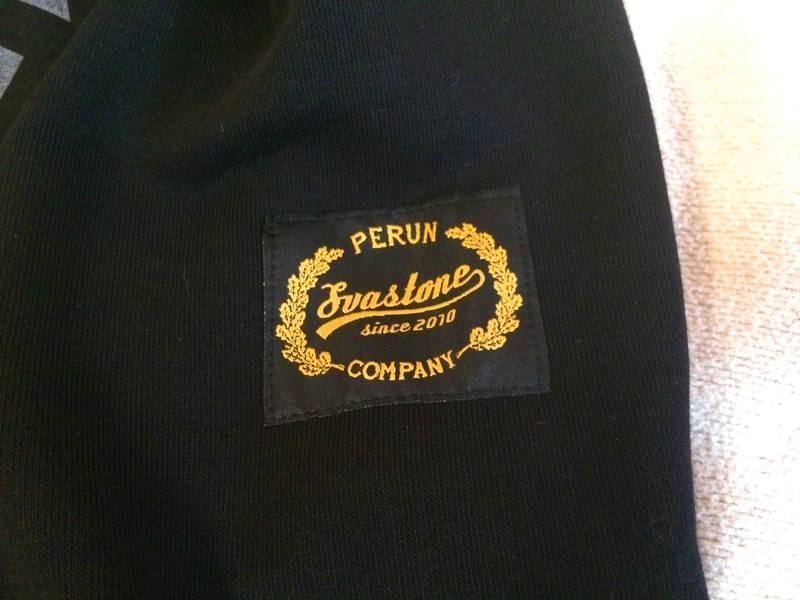 PERUN
Svastone
since 2010
COMPANY